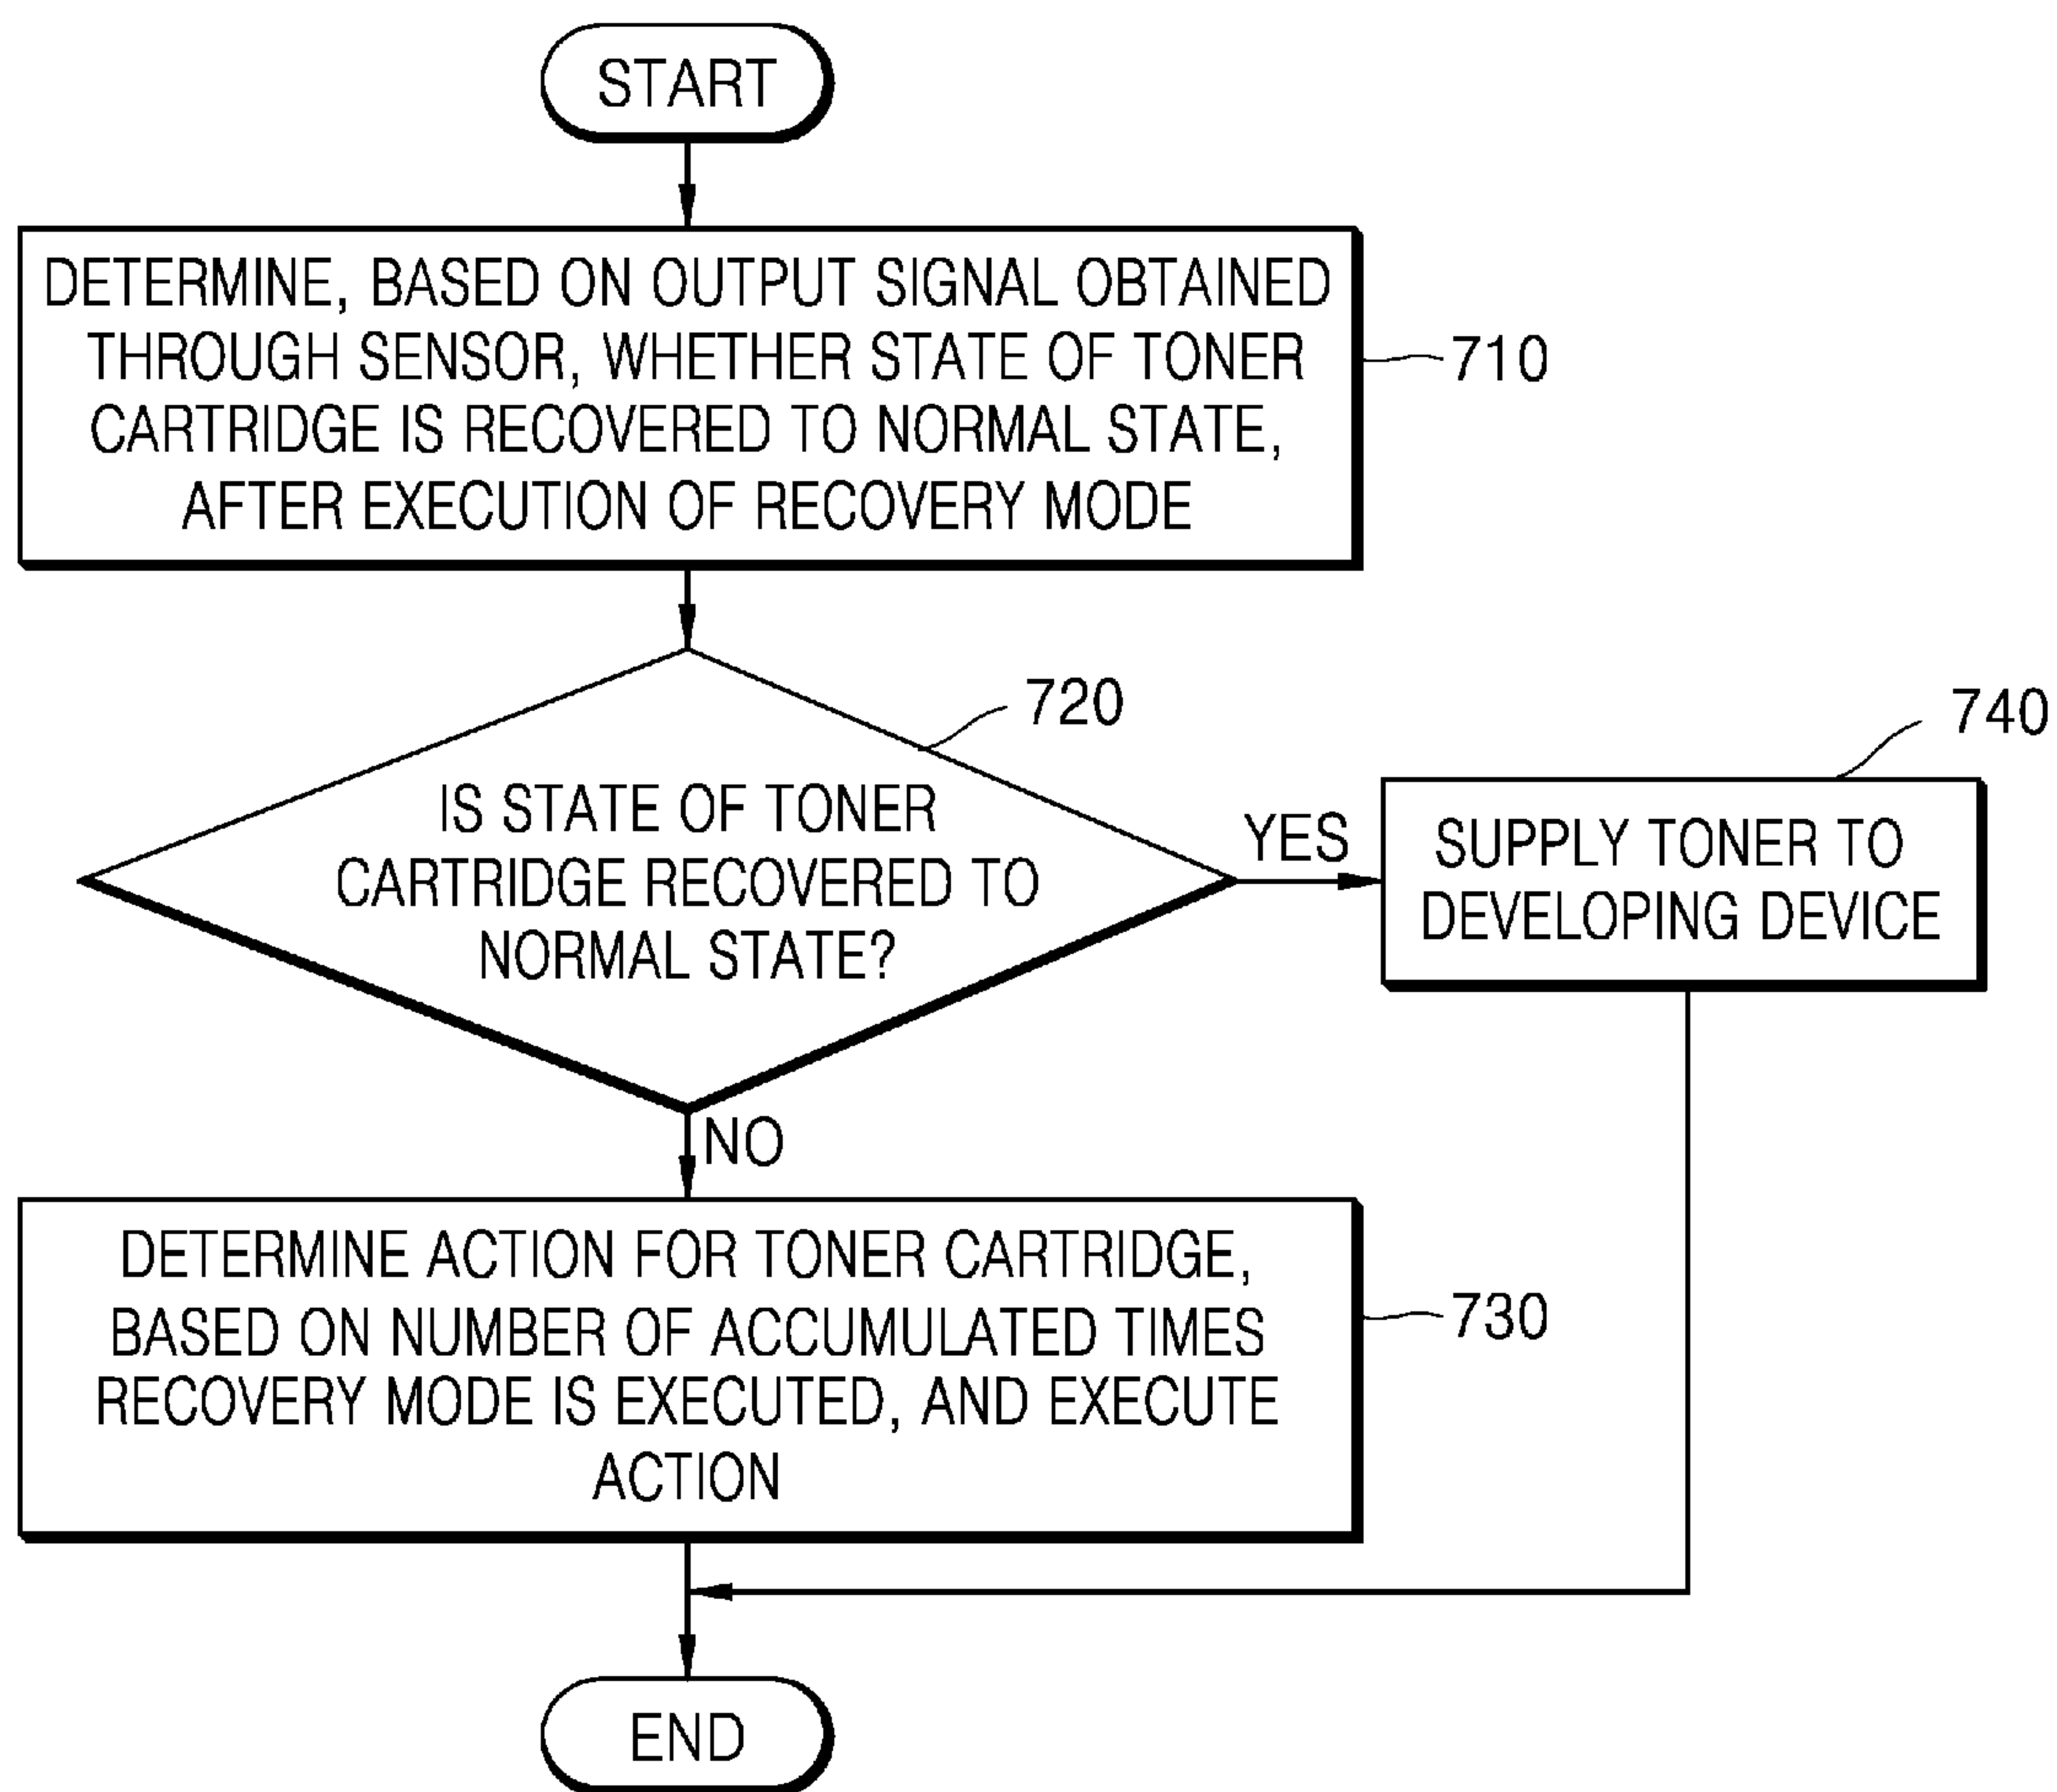 START
DETERMINE, BASED ON OUTPUT SIGNAL OBTAINED
THROUGH SENSOR, WHETHER STATE OF TONER
CARTRIDGE IS RECOVERED TO NORMAL STATE,
AFTER EXECUTION OF RECOVERY MODE
710
720
IS STATE OF TONER
CARTRIDGE RECOVERED TO
NORMAL STATE?
YES
740
SUPPLY TONER TO
DEVELOPING DEVICE
NO
DETERMINE ACTION FOR TONER CARTRIDGE,
BASED ON NUMBER OF ACCUMULATED TIMES
RECOVERY MODE IS EXECUTED, AND EXECUTE
ACTION
730
END